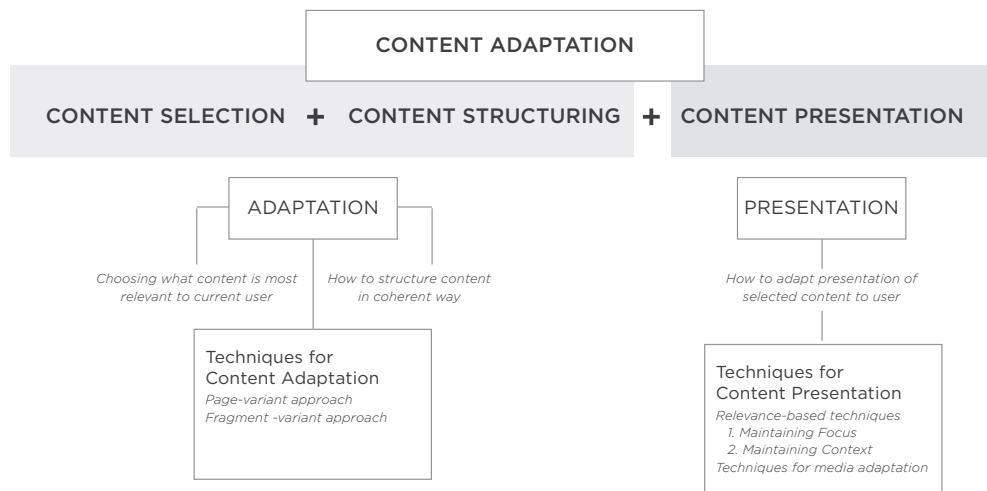 CONTENT ADAPTATION
CONTENT SELECTION + CONTENT STRUCTURING + CONTENT PRESENTATION
ADAPTATION
Choosing what content is most
relevant to current user
How to structure content
in coherent way
Techniques for
Content Adaptation
Page-variant approach
Fragment -variant approach
PRESENTATION
How to adapt presentation of
selected content to user
Techniques for
Content Presentation
Relevance-based techniques
1. Maintaining Focus
2. Maintaining Context
Techniques for media adaptation